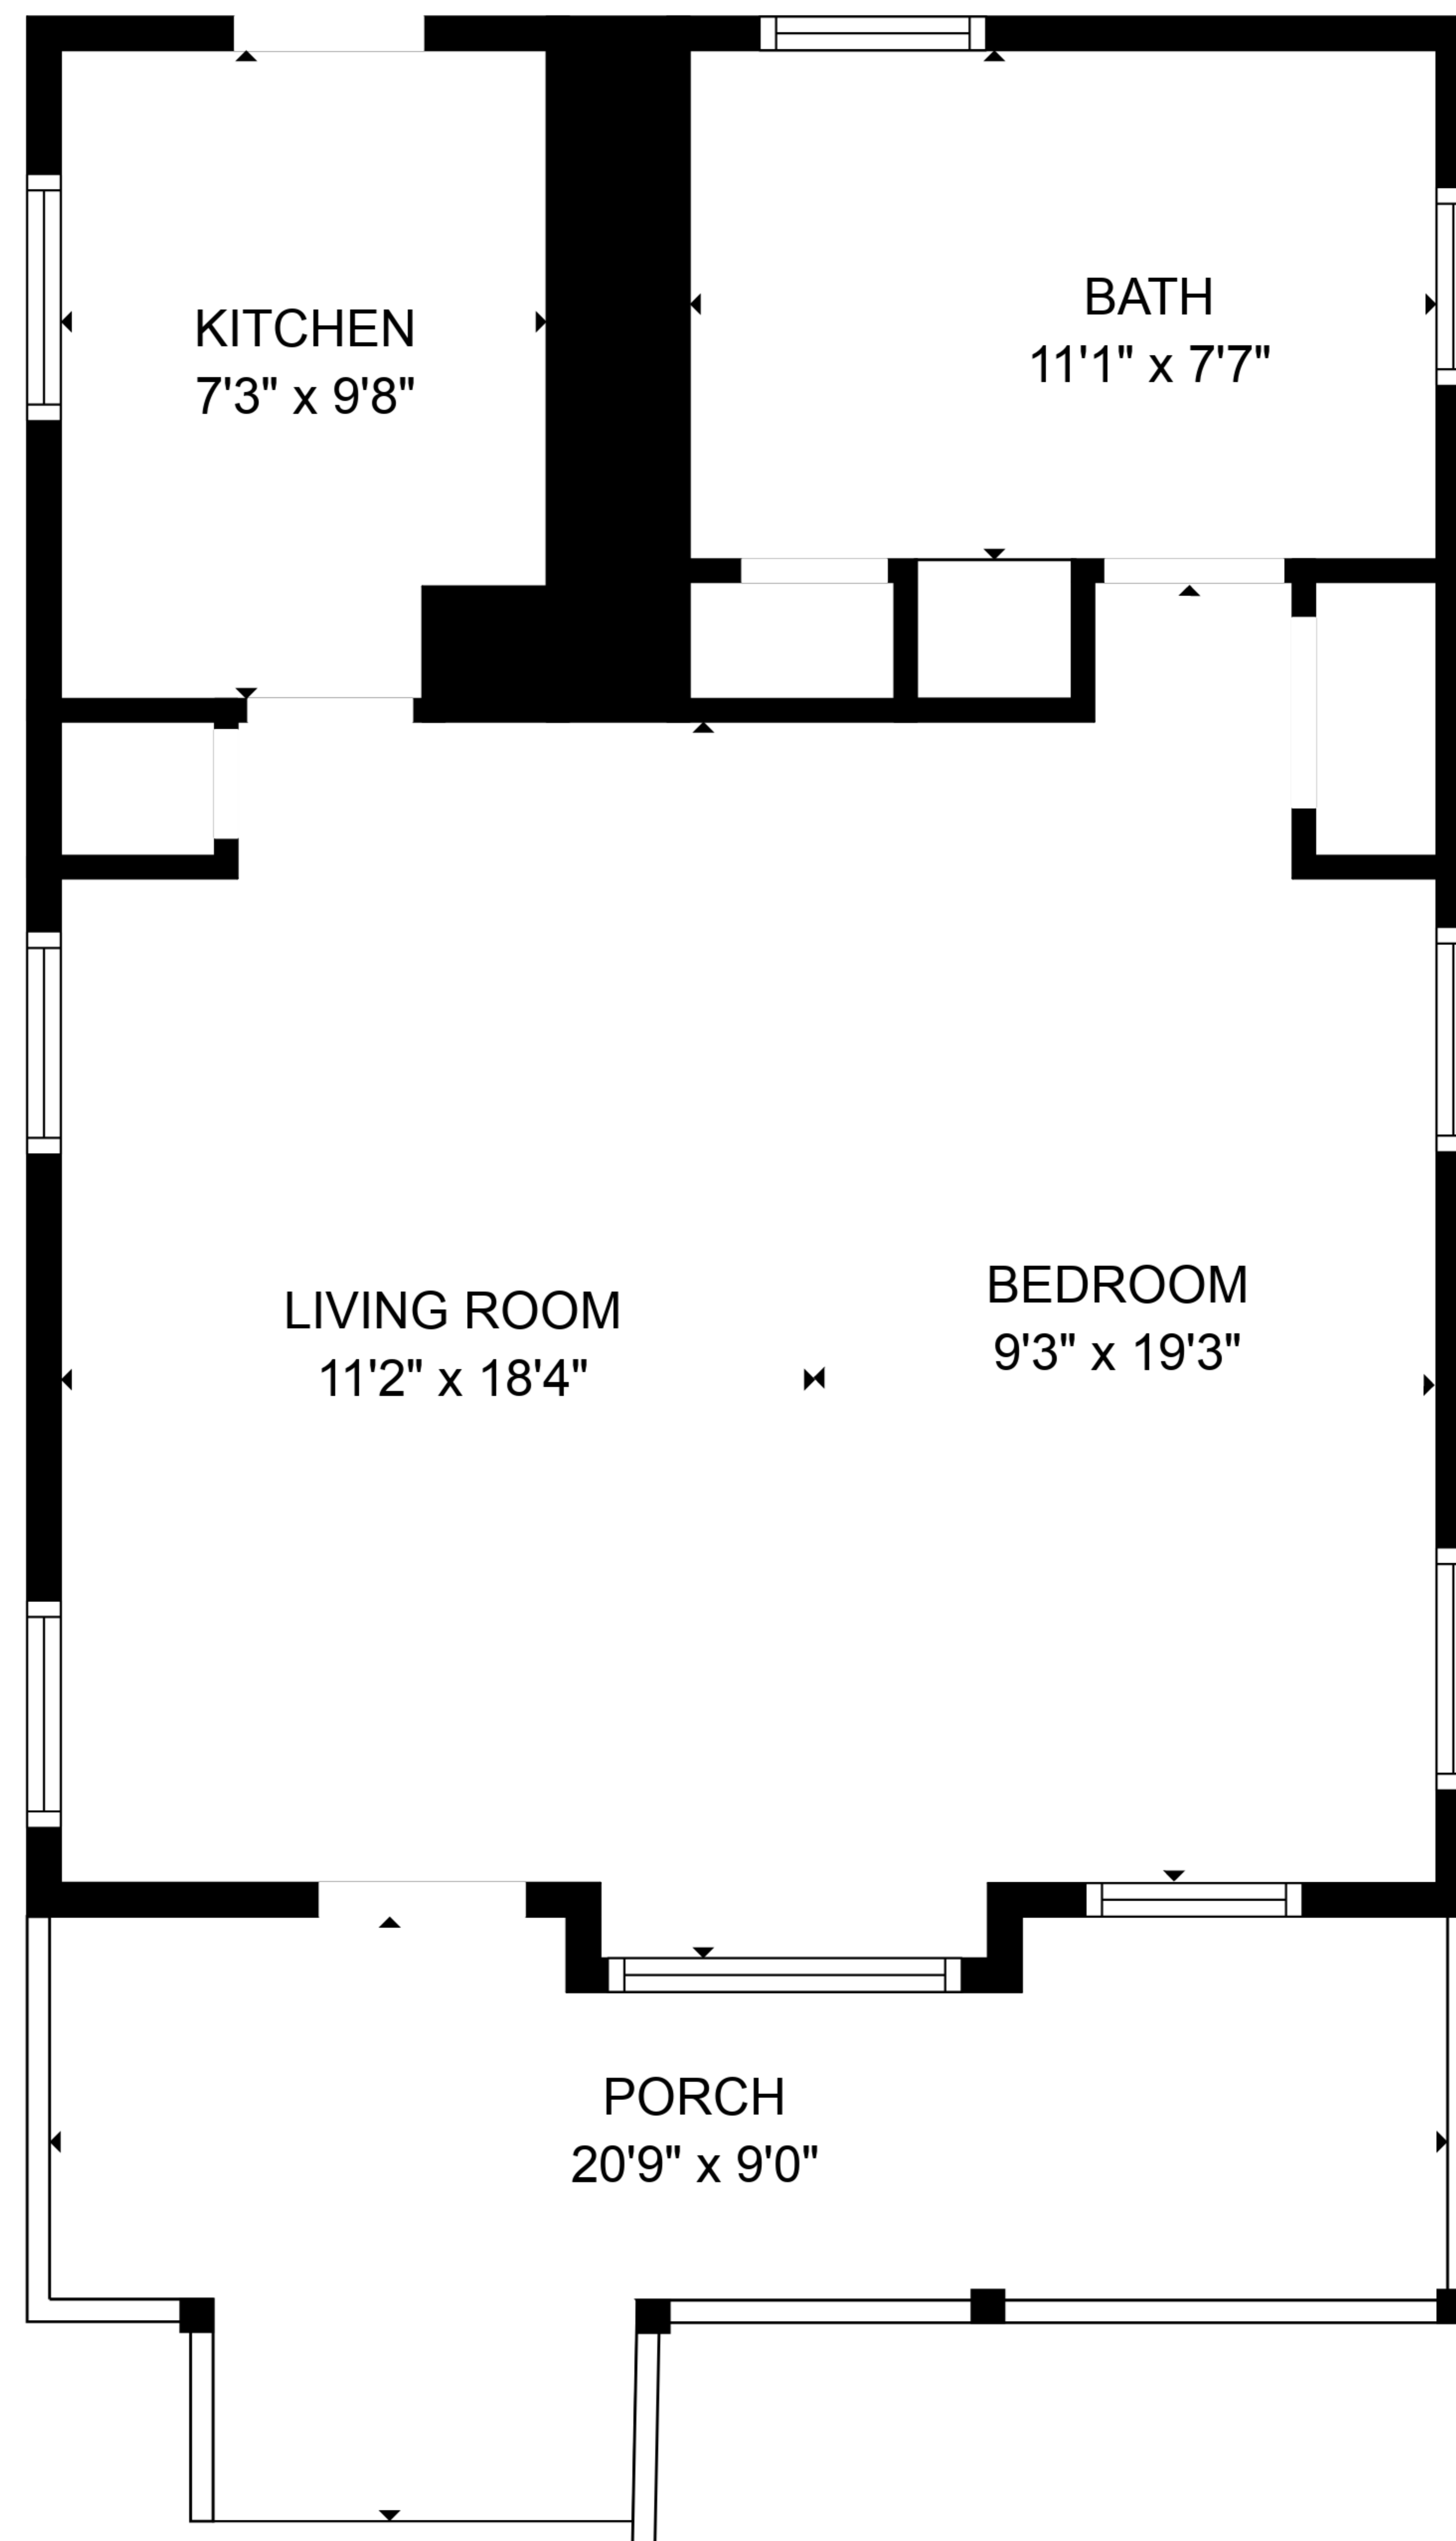 KITCHEN
7'3" x 9'8"
BATH
11'1" x 7'7"
LIVING ROOM
11'2" x 18'4"
BEDROOM
9'3" x 19'3"
PORCH
20'9" x 9'0"